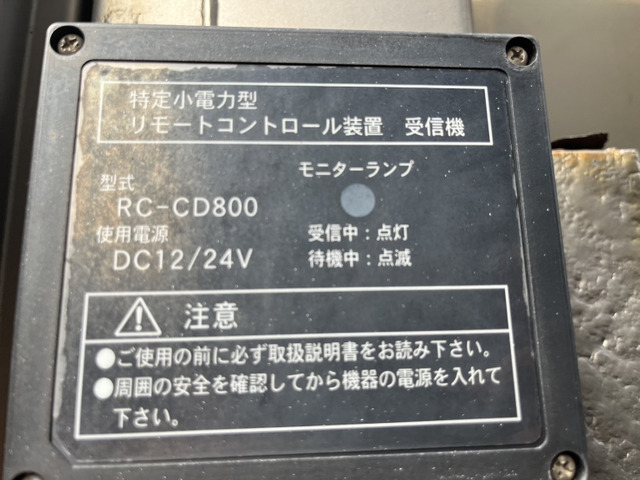 特定小電力型
リモートコントロール装置 受信機
型式
RC-CD800
使用電源
DC12/24V
モニターランプ
受信中：点灯
待機中：点滅
注意
●ご使用の前に必ず取扱説明書をお読み下さい。
●周囲の安全を確認してから機器の電源を入れて
下さい。